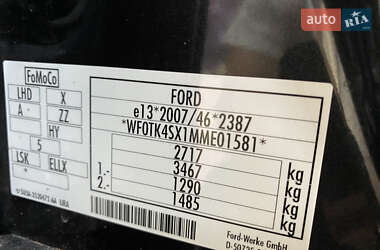 auto RIA
FoMoCo
LHD X
A - ZZ
HY
5
LSK ELLX
FORD
e13*2007/46*2387
*WF0TK4SX1MME01581*
2717 kg
1.- 3467 kg
2.- 1290 kg
1485 kg
URA
Ford-Werke GmbH